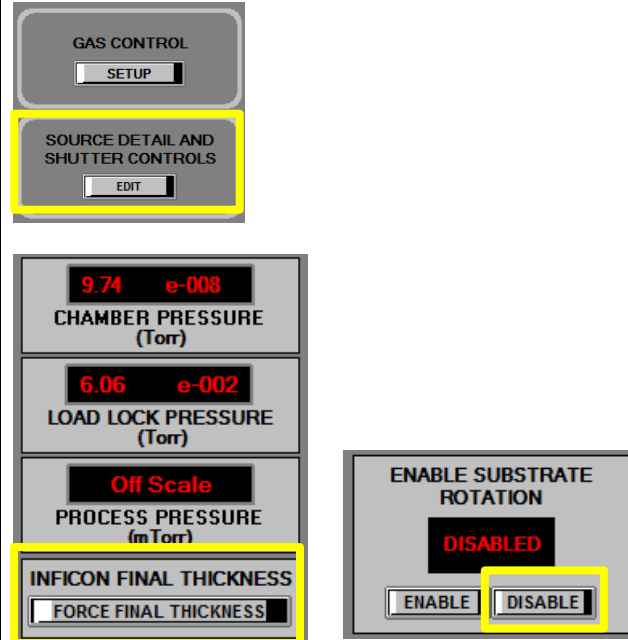 GAS CONTROL
SETUP
SOURCE DETAIL AND
SHUTTER CONTROLS
EDIT
9.74 e-008
CHAMBER PRESSURE
(Torr)
6.06 e-002
LOAD LOCK PRESSURE
(Torr)
Off Scale
PROCESS PRESSURE
(mTorr)
INFICON FINAL THICKNESS
FORCE FINAL THICKNESS
ENABLE SUBSTRATE
ROTATION
DISABLED
ENABLE DISABLE